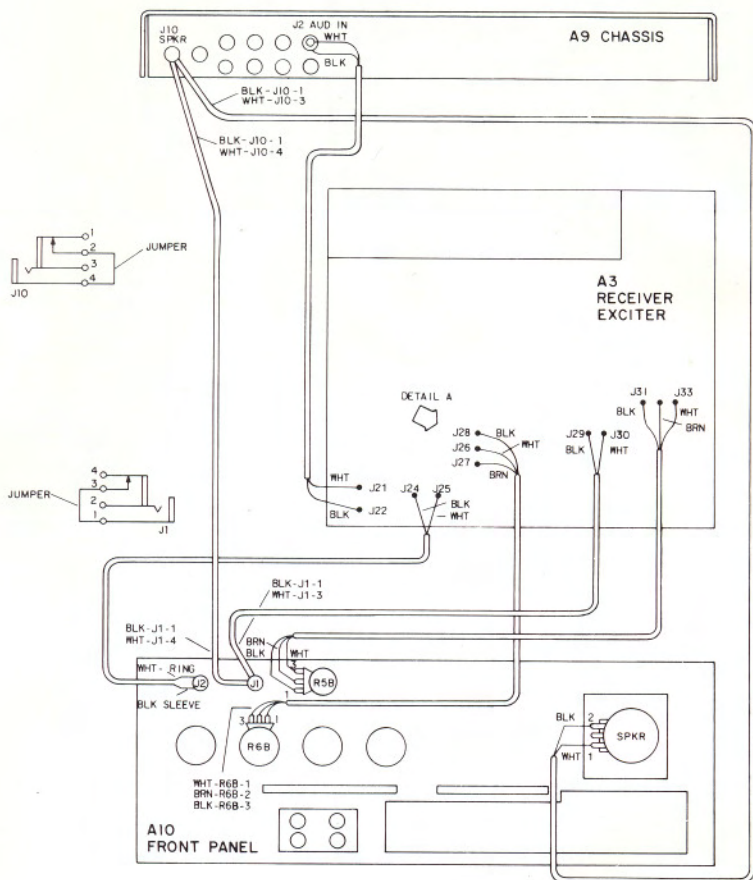 J10
SPKR
J2 AUD IN
WHT
BLK
A9 CHASSIS
BLK-J10-1
WHT-J10-3
BLK-J10-1
WHT-J10-4
1
2
3
4
JUMPER
J10
A3
RECEIVER
EXCITER
DETAIL A
J31
J33
BLK
WHT
BRN
J28
BLK
J26
WHT
J27
BRN
J29
J30
BLK
WHT
4
3
2
1
JUMPER
J1
WHT
J21
BLK
J22
J24
J25
BLK
WHT
BLK-J1-1
WHT-J1-3
BLK-J1-1
WHT-J1-4
BRN
BLK
WHT
3
1
R5B
WHT-RING
J2
BLK SLEEVE
J1
3
1
R6B
WHT-R6B-1
BRN-R6B-2
BLK-R6B-3
BLK
2
WHT
1
SPKR
A10
FRONT PANEL